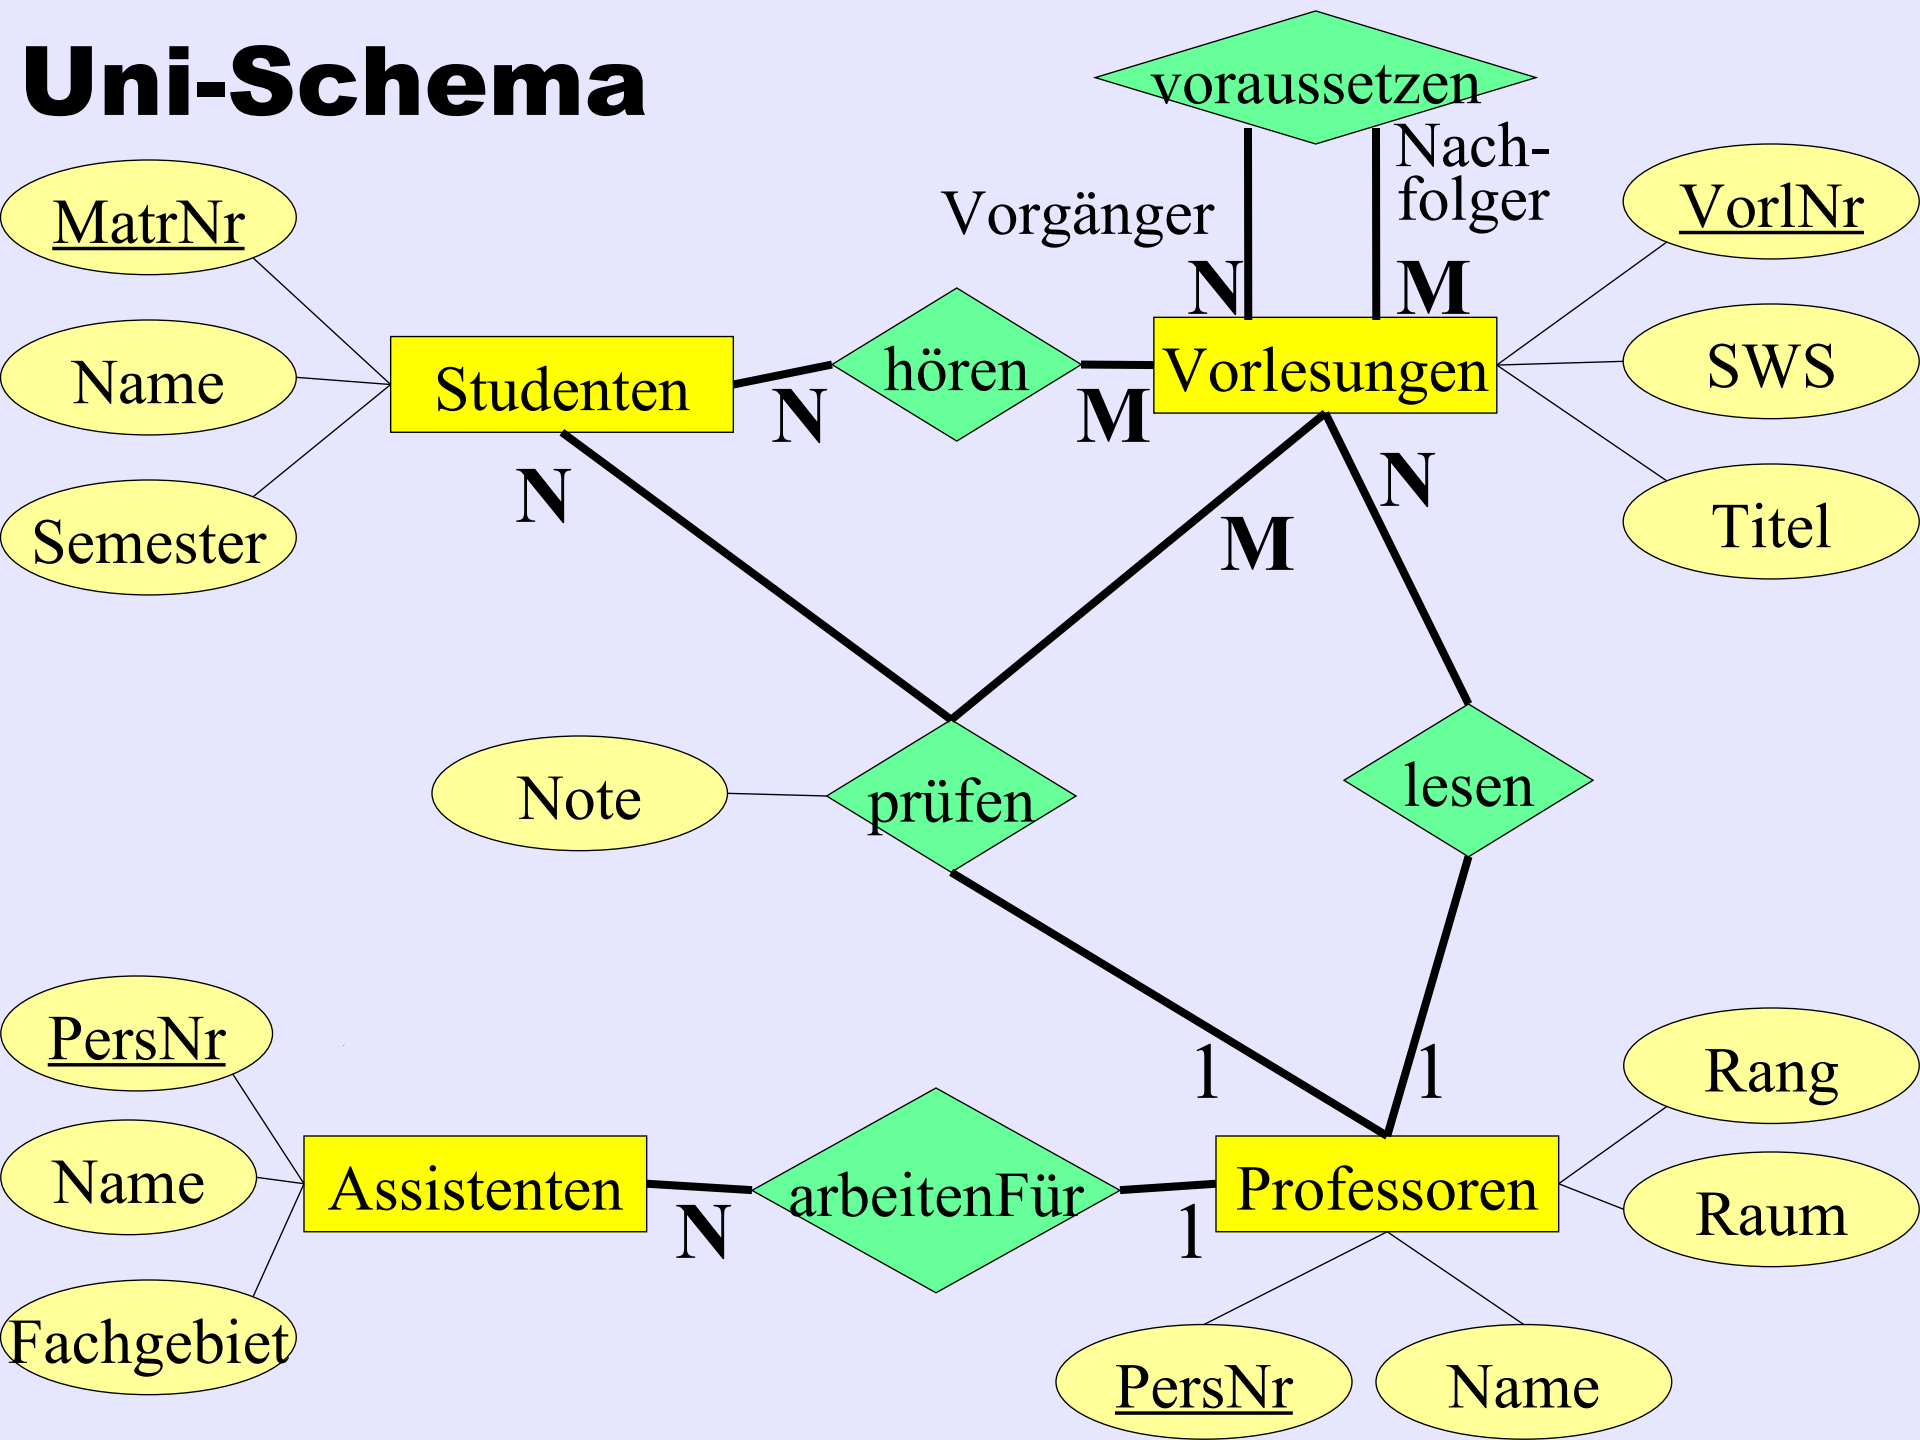 Uni-Schema
voraussetzen
Nach-
folger
Vorgänger
N
M
MatrNr
Name
Semester
Studenten
N
hören
M
Vorlesungen
VorlNr
SWS
Titel
N
M
N
Note
prüfen
lesen
1
1
PersNr
Name
Fachgebiet
Assistenten
N
arbeitenFür
1
Professoren
Rang
Raum
PersNr
Name